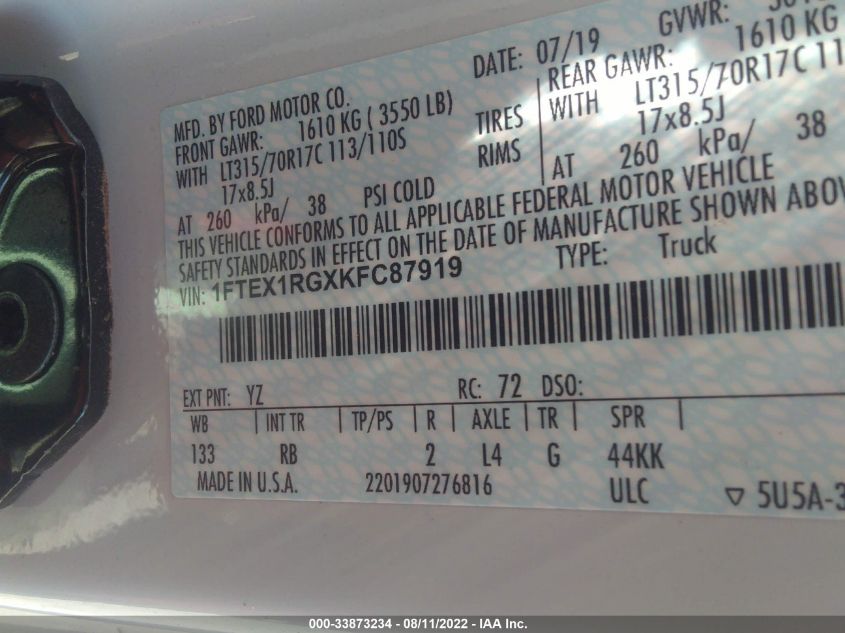 DATE: 07/19 GVWR:
MFD. BY FORD MOTOR CO.
FRONT GAWR: 1610 KG ( 3550 LB) REAR GAWR: 1610 KG
WITH LT315/70R17C 113/110S TIRES WITH LT315/70R17C
17x8.5J RIMS 17x8.5J
AT 260 kPa/ 38 PSI COLD AT 260 kPa/ 38
THIS VEHICLE CONFORMS TO ALL APPLICABLE FEDERAL MOTOR VEHICLE
SAFETY STANDARDS IN EFFECT ON THE DATE OF MANUFACTURE SHOWN
VIN: 1FTEX1RGXKFC87919 TYPE: Truck
EXT PNT: YZ RC: 72 DSO:
WB INT TR TP/PS R AXLE TR SPR
133 RB 2 L4 G 44KK
MADE IN U.S.A. 2201907276816 ULC ▽ 5U5A-3
000-33873234 - 08/11/2022 - IAA Inc.